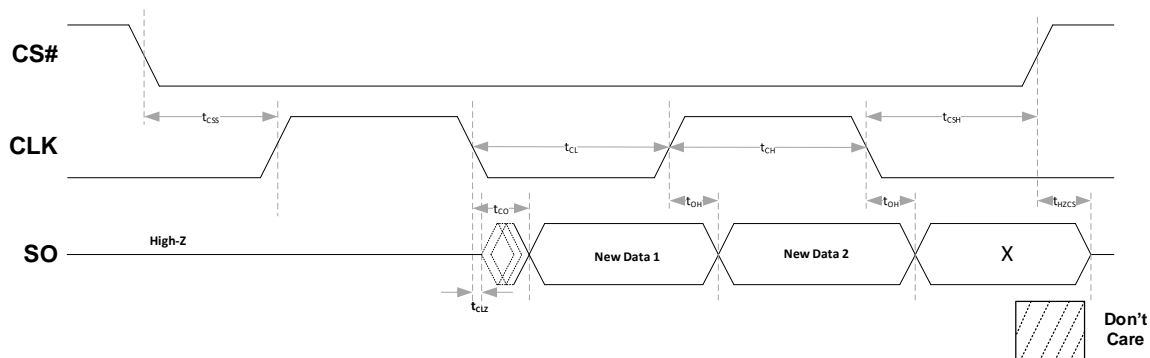 CS#
tCSS
tCSH
CLK
tCL
tCH
tCO
tOH
tOH
tHZCS
High-Z
SO
New Data 1
New Data 2
X
tCLZ
Don't
Care